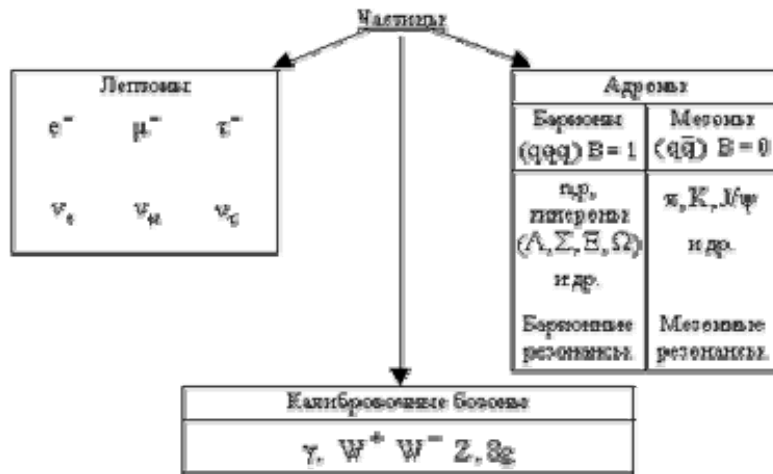 Частицы
Лептоны
e⁻ μ⁻ τ⁻
νₑ ν_μ ν_τ
Адроны
Барионы
(qqq) B = 1
n,p,
гипероны
(Λ, Σ, Ξ, Ω)
и др.
Барионные
резонансы
Мезоны
(qq̄) B = 0
π, K, J/ψ
и др.
Мезонные
резонансы
Калибровочные бозоны
γ, W⁺ W⁻ Z, 8g